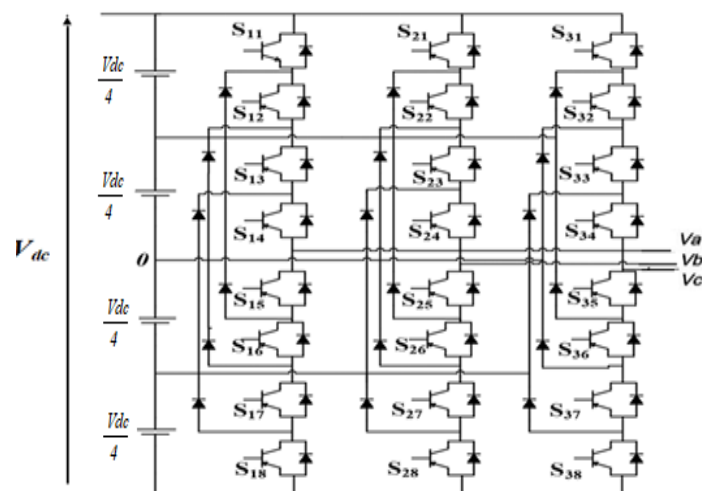 S11 S21 S31
Vdc/4
S12 S22 S32
Vdc/4
S13 S23 S33
S14 S24 S34
Va
Vdc 0 Vb
Vc
S15 S25 S35
Vdc/4
S16 S26 S36
S17 S27 S37
Vdc/4
S18 S28 S38